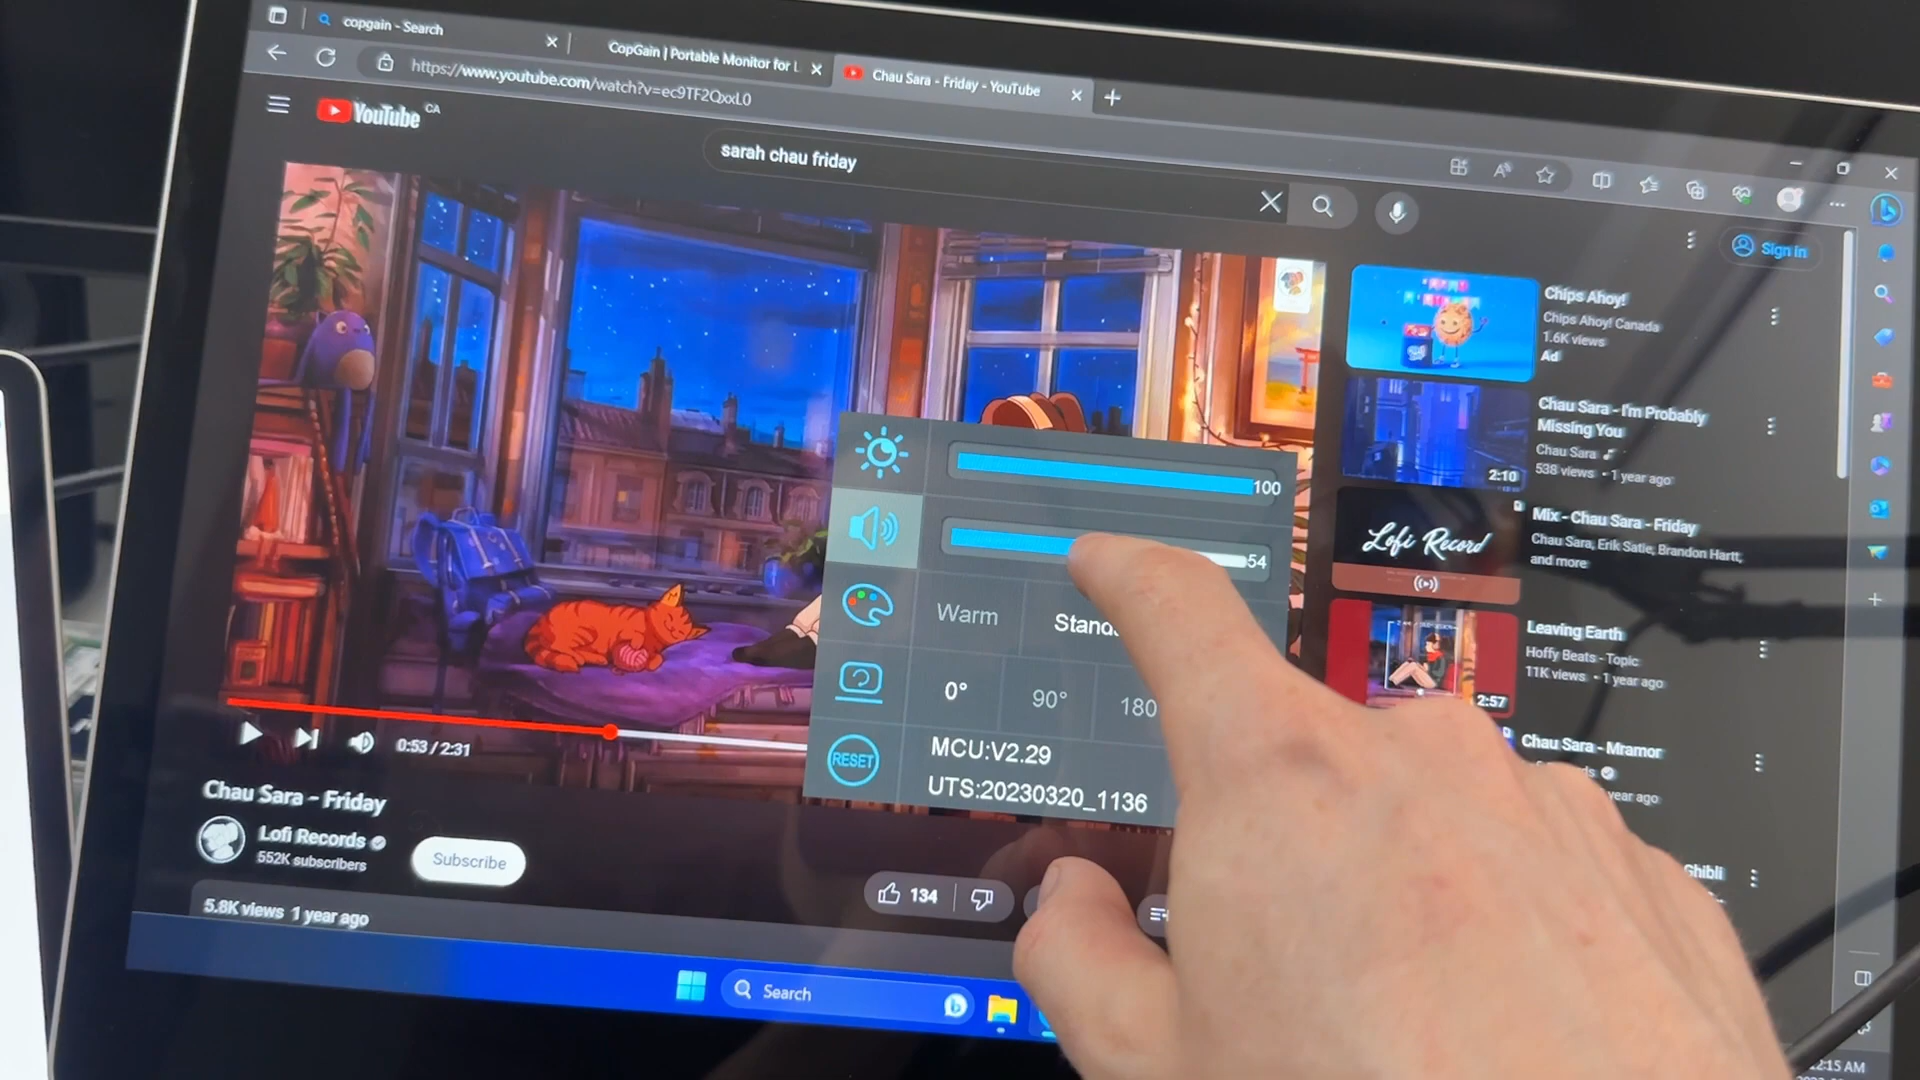 copgain - Search
CopGain | Portable Monitor for L
Chau Sara - Friday - YouTube
https://www.youtube.com/watch?v=ec9TF2QxxL0
YouTube CA
sarah chau friday
Sign in
Chips Ahoy!
Chips Ahoy! Canada
1.6K views
Ad
Chau Sara - I'm Probably
Missing You
Chau Sara
538 views • 1 year ago
2:10
Lofi Record
Mix - Chau Sara - Friday
Chau Sara, Erik Satie, Brandon Hartt,
and more
Leaving Earth
Hoffy Beats - Topic
11K views • 1 year ago
2:57
Chau Sara - Mramor
year ago
Ghibli
100
54
Warm
0°
90°
180
RESET
MCU:V2.29
UTS:20230320_1136
0:53 / 2:31
Chau Sara - Friday
Lofi Records
552K subscribers
Subscribe
134
5.8K views 1 year ago
Search
2:15 AM